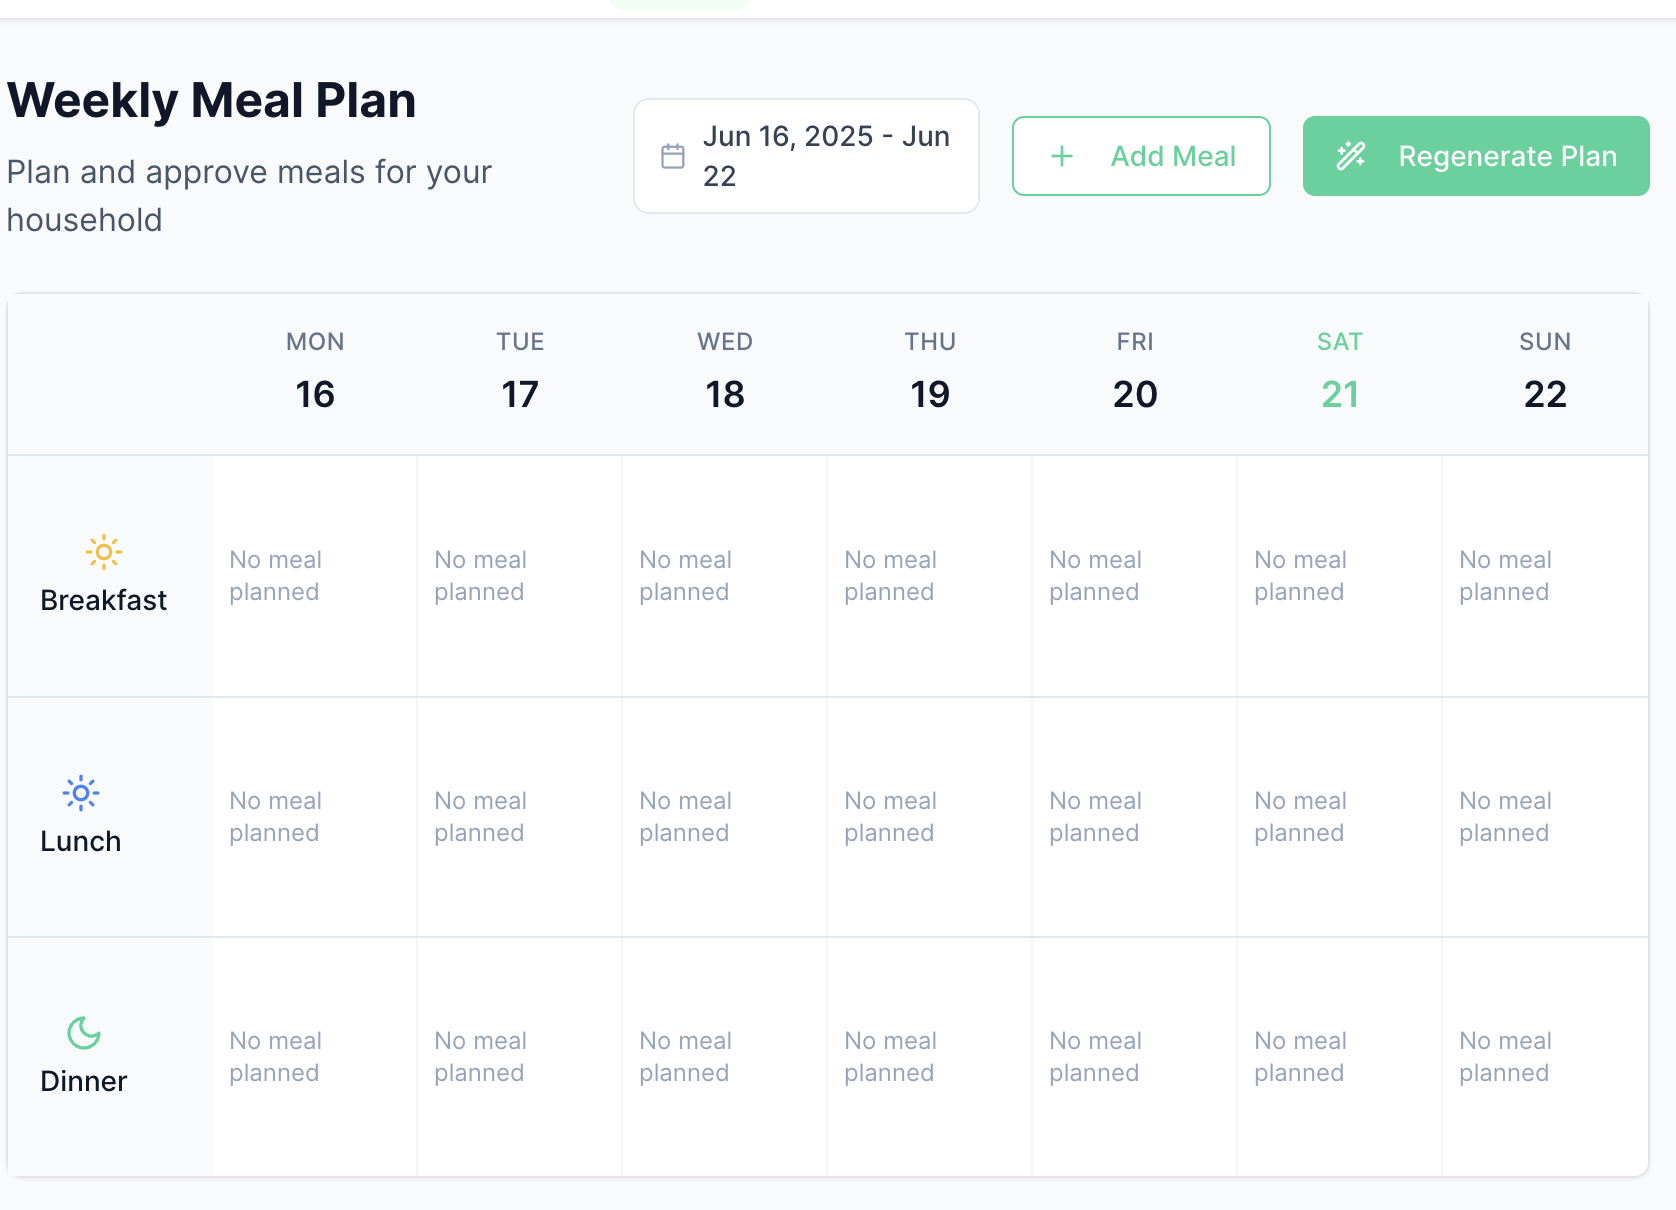 Weekly Meal Plan
Plan and approve meals for your
household
Jun 16, 2025 - Jun
22
Add Meal
Regenerate Plan
MON
TUE
WED
THU
FRI
SAT
SUN
16
17
18
19
20
21
22
Breakfast
No meal
planned
No meal
planned
No meal
planned
No meal
planned
No meal
planned
No meal
planned
No meal
planned
Lunch
No meal
planned
No meal
planned
No meal
planned
No meal
planned
No meal
planned
No meal
planned
No meal
planned
Dinner
No meal
planned
No meal
planned
No meal
planned
No meal
planned
No meal
planned
No meal
planned
No meal
planned